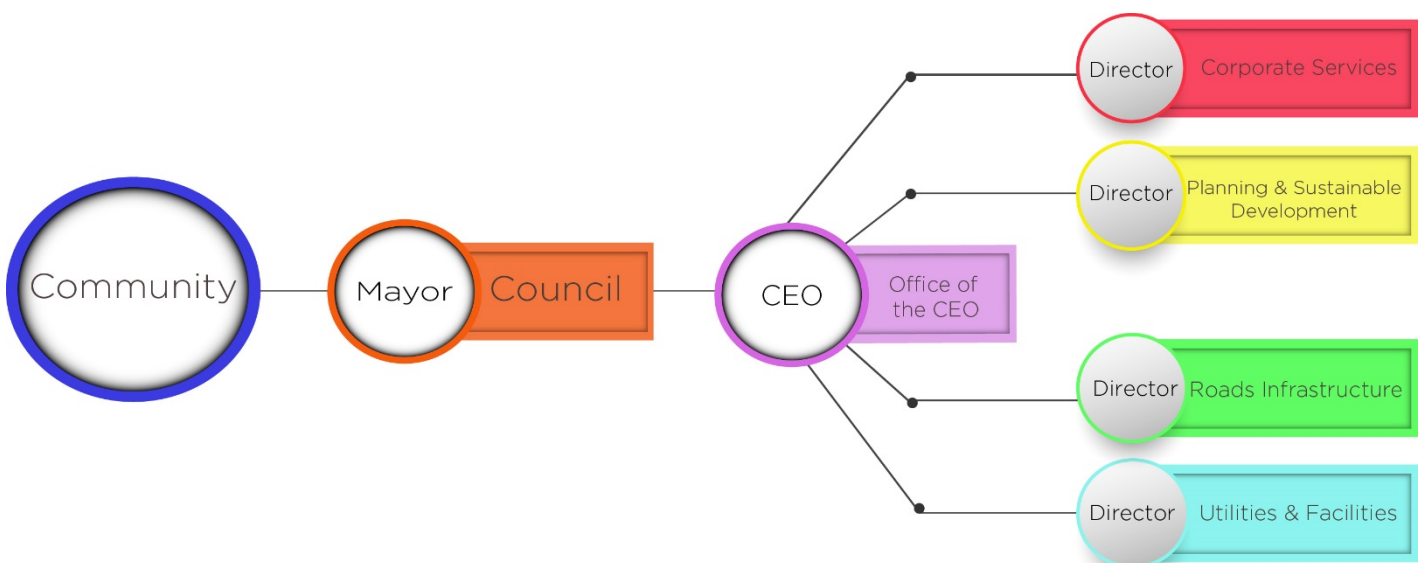 Community
Mayor
Council
CEO
Office of
the CEO
Director
Corporate Services
Director
Planning & Sustainable
Development
Director
Roads Infrastructure
Director
Utilities & Facilities